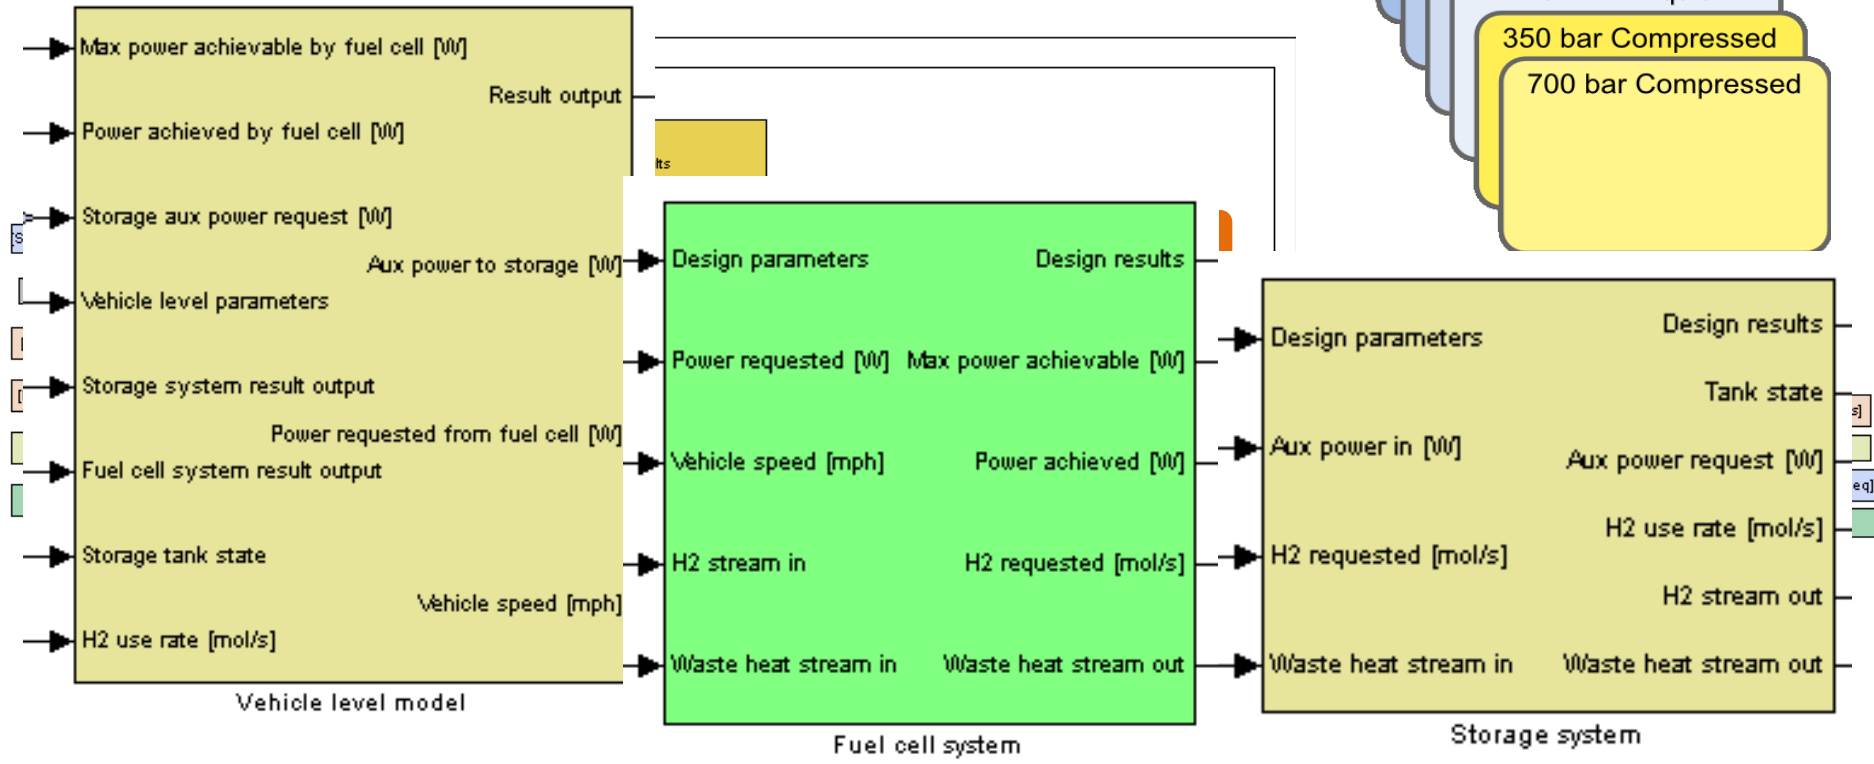 Max power achievable by fuel cell [W]
Result output
Power achieved by fuel cell [W]
Storage aux power request [W]
Aux power to storage [W]
Vehicle level parameters
Storage system result output
Power requested from fuel cell [W]
Fuel cell system result output
Storage tank state
Vehicle speed [mph]
H2 use rate [mol/s]
Vehicle level model
lts
Design parameters
Design results
Power requested [W]
Max power achievable [W]
Vehicle speed [mph]
Power achieved [W]
H2 stream in
H2 requested [mol/s]
Waste heat stream in
Waste heat stream out
Fuel cell system
350 bar Compressed
700 bar Compressed
Design parameters
Design results
Tank state
Aux power in [W]
Aux power request [W]
H2 use rate [mol/s]
H2 requested [mol/s]
H2 stream out
Waste heat stream in
Waste heat stream out
Storage system
s]
eq]